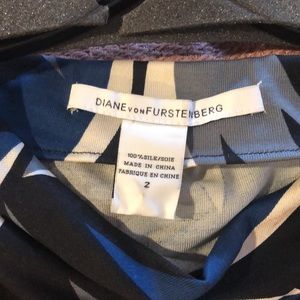 DIANE VON FURSTENBERG
100% SILK/SOIE
MADE IN CHINA
FABRIQUE EN CHINE
2